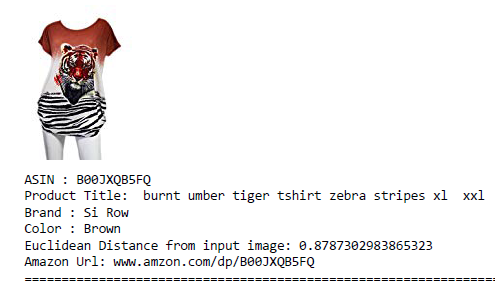 ASIN : B00JXQB5FQ
Product Title:  burnt umber tiger tshirt zebra stripes xl  xxl
Brand : Si Row
Color : Brown
Euclidean Distance from input image: 0.8787302983865323
Amazon Url: www.amzon.com/dp/B00JXQB5FQ
================================================================